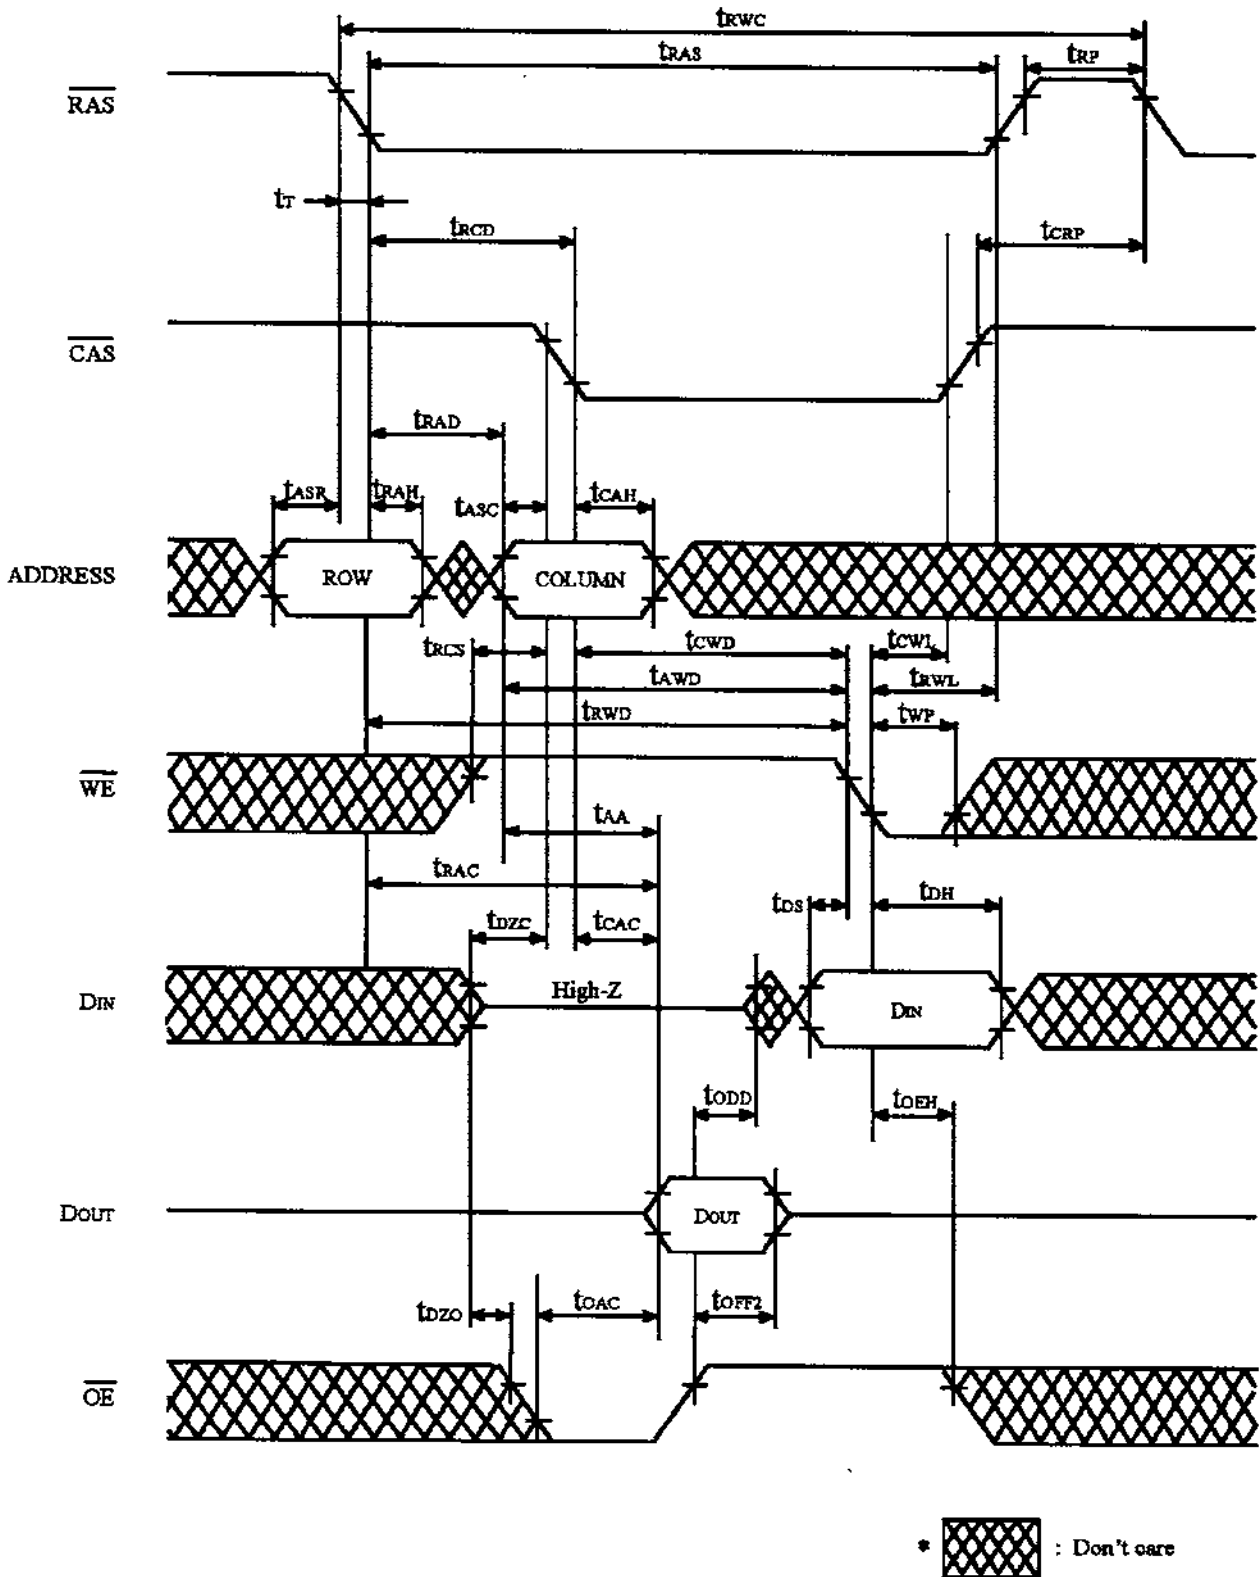 tRWC
tRAS
tRP
RAS
tT
tRCD
tCRP
CAS
tRAD
tASR
tRAH
tASC
tCAH
ADDRESS
ROW
COLUMN
tRCS
tCWD
tCWL
tAWD
tRWL
tRWD
tWP
WE
tAA
tRAC
tDS
tDH
tDZC
tCAC
DIN
High-Z
DIN
tODD
tOEH
DOUT
DOUT
tDZO
tOAC
tOFF2
OE
* : Don't care